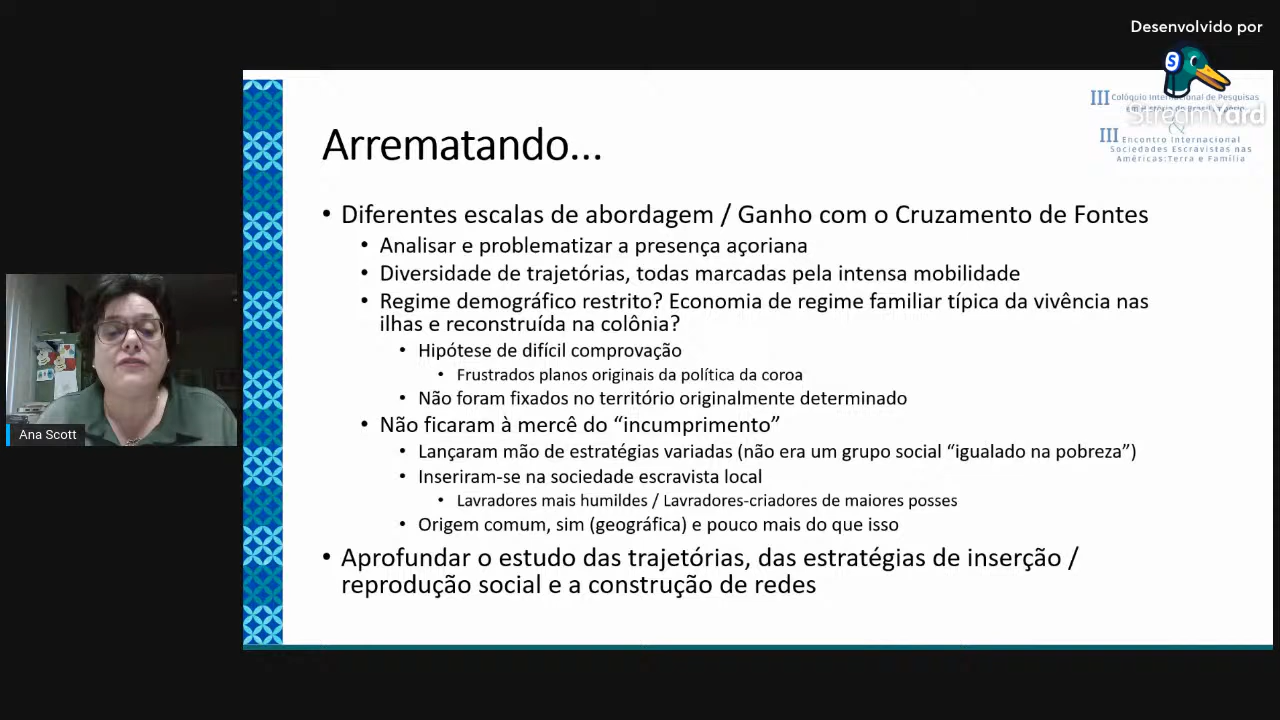 Desenvolvido por
S
StreamYard
III Colóquio Internacional de Pesquisas
III Encontro Internacional
Sociedades Escravistas nas
Américas:Terra e Família
Arrematando...
• Diferentes escalas de abordagem / Ganho com o Cruzamento de Fontes
• Analisar e problematizar a presença açoriana
• Diversidade de trajetórias, todas marcadas pela intensa mobilidade
• Regime demográfico restrito? Economia de regime familiar típica da vivência nas
ilhas e reconstruída na colônia?
• Hipótese de difícil comprovação
• Frustrados planos originais da política da coroa
• Não foram fixados no território originalmente determinado
• Não ficaram à mercê do “incumprimento”
• Lançaram mão de estratégias variadas (não era um grupo social “igualado na pobreza”)
• Inseriram-se na sociedade escravista local
• Lavradores mais humildes / Lavradores-criadores de maiores posses
• Origem comum, sim (geográfica) e pouco mais do que isso
• Aprofundar o estudo das trajetórias, das estratégias de inserção /
reprodução social e a construção de redes
Ana Scott